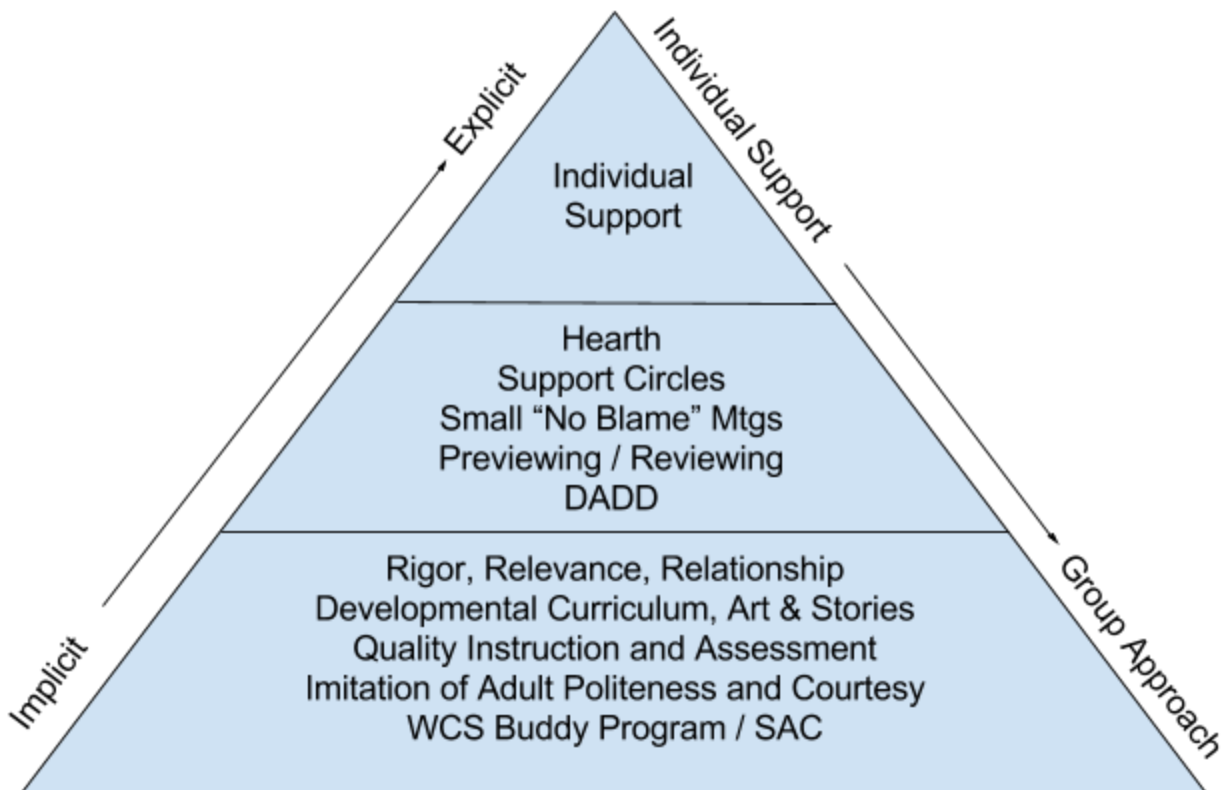 Explicit
Individual Support
Individual
Support
Hearth
Support Circles
Small “No Blame” Mtgs
Previewing / Reviewing
DADD
Rigor, Relevance, Relationship
Developmental Curriculum, Art & Stories
Quality Instruction and Assessment
Imitation of Adult Politeness and Courtesy
WCS Buddy Program / SAC
Implicit
Group Approach